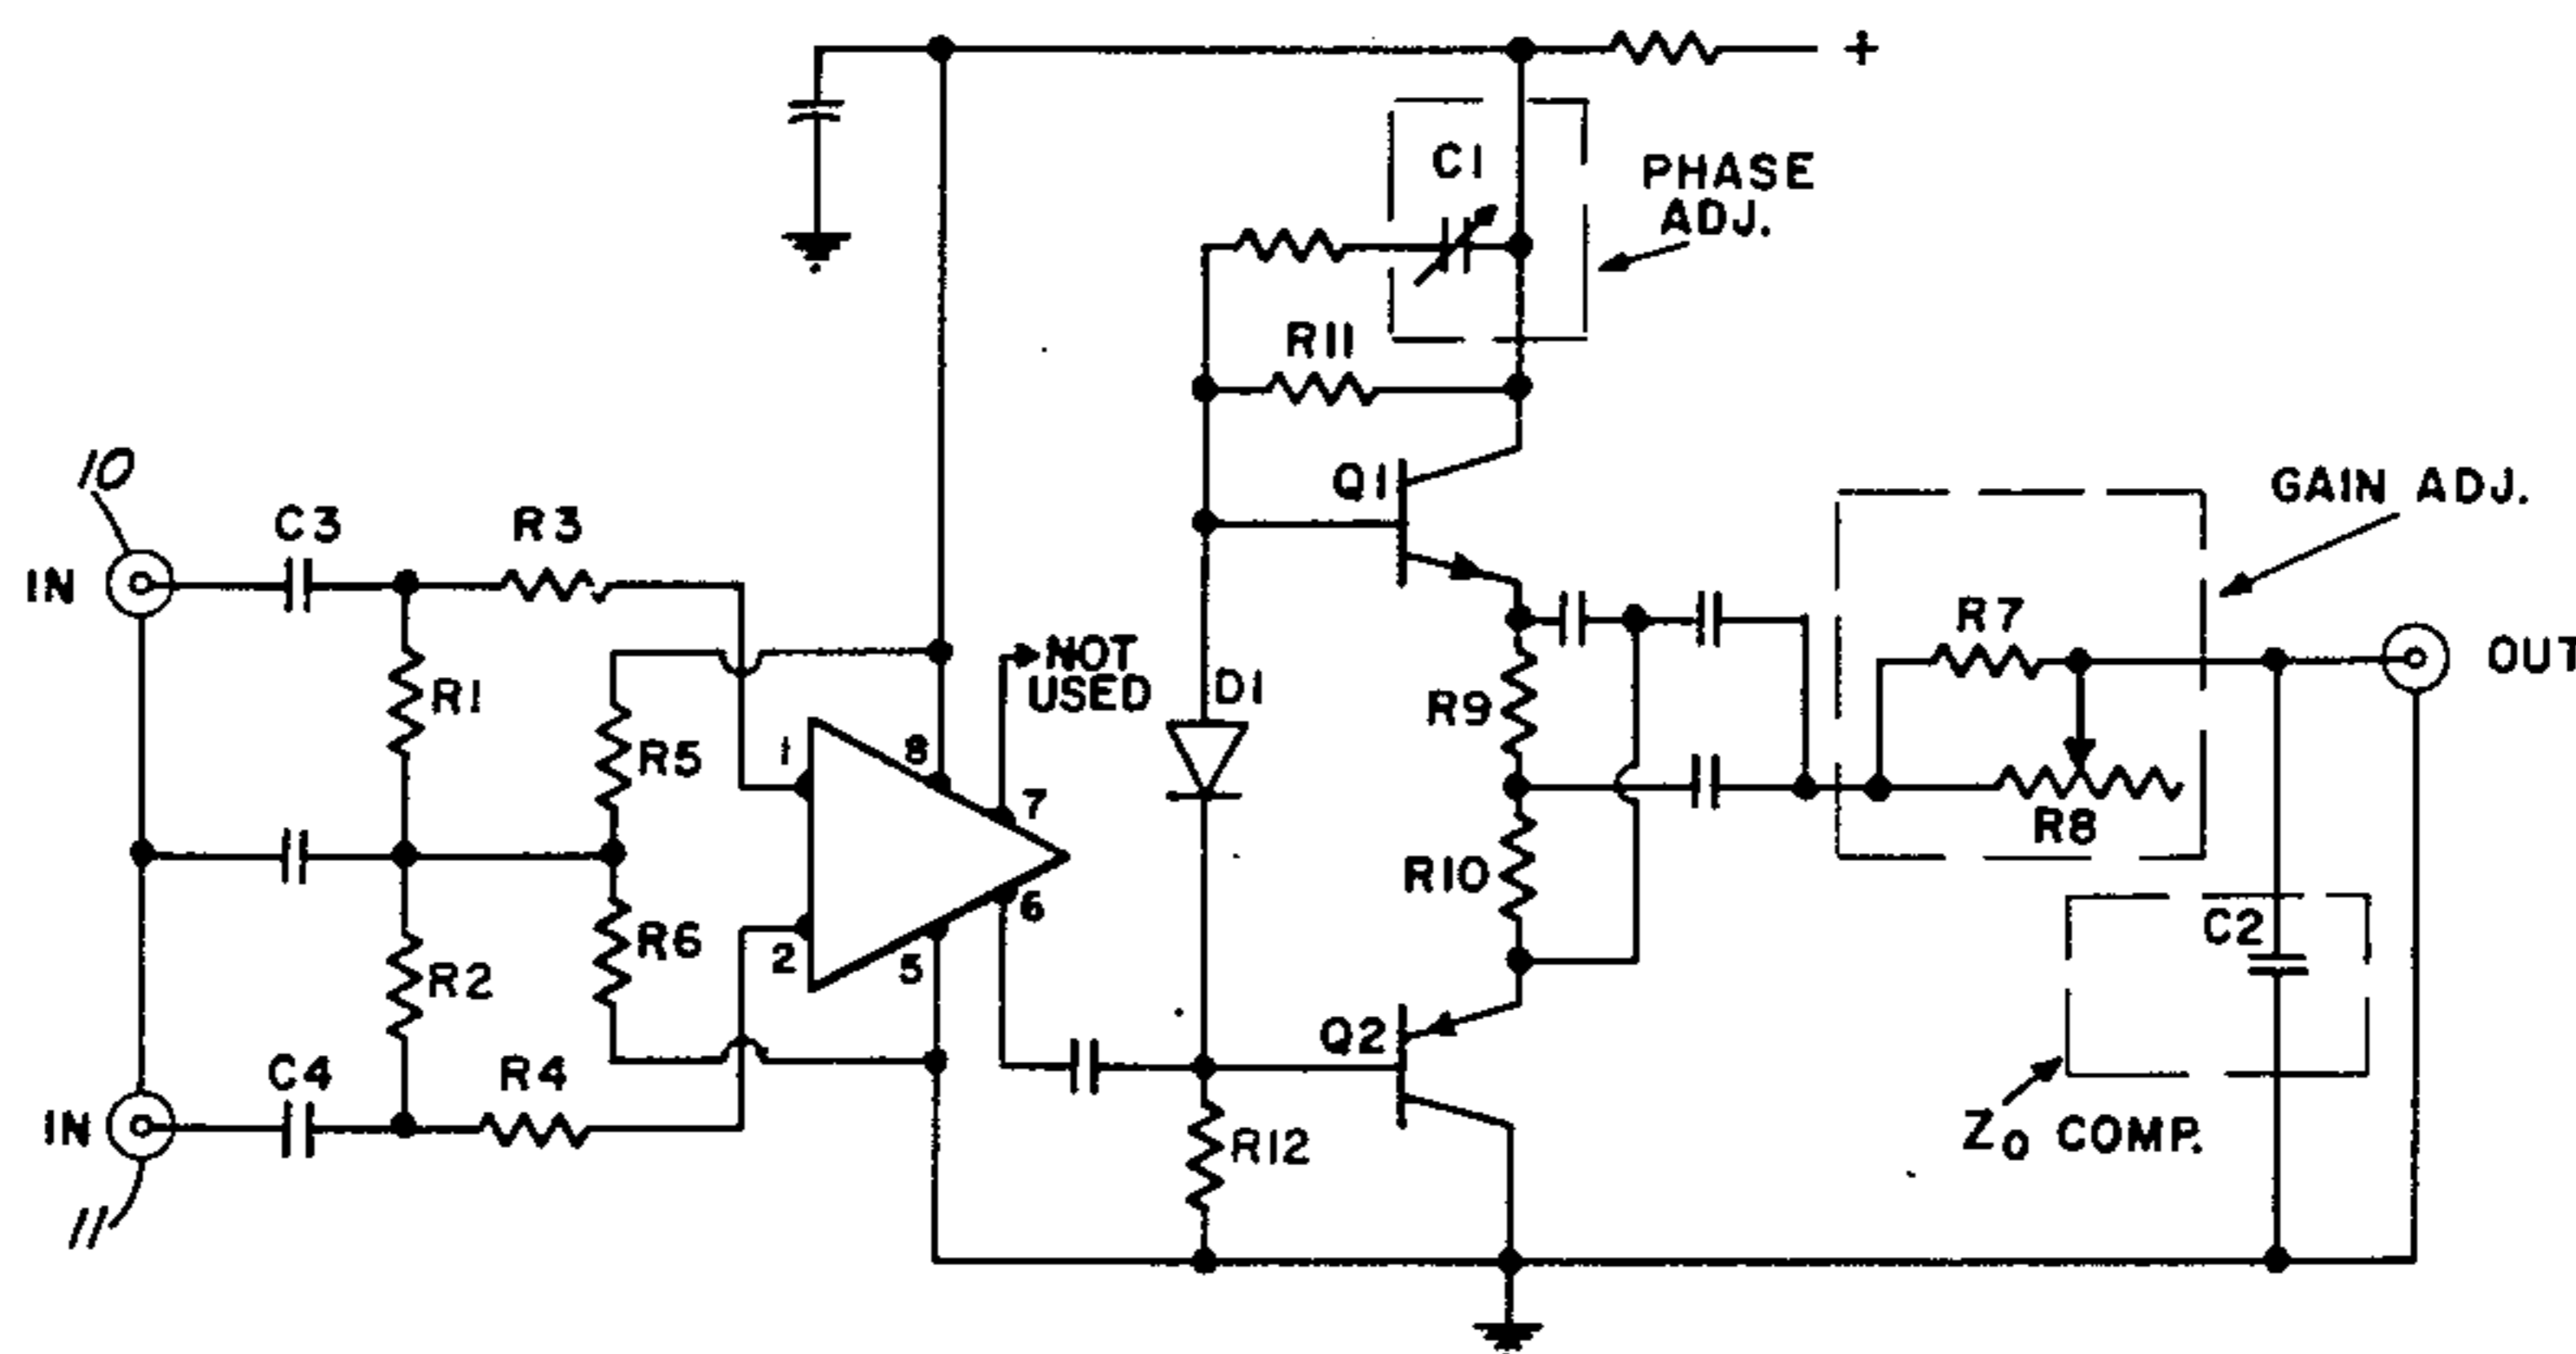 +
C1
PHASE
ADJ.
R11
10
Q1
GAIN ADJ.
C3
R3
IN
R7
OUT
NOT
USED
D1
R1
R9
R5
1
8
7
R8
R10
6
R6
2
5
C2
R2
Q2
C4
R4
IN
Z0 COMP.
R12
11